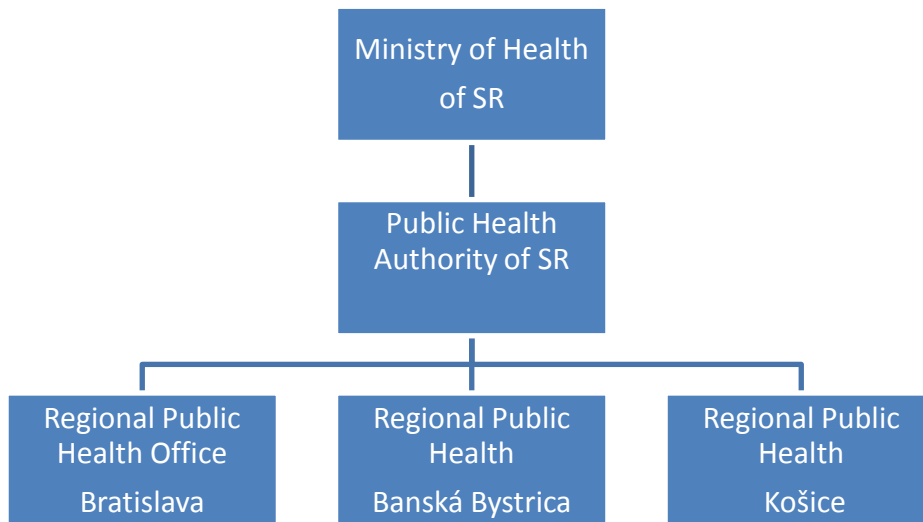 Ministry of Health
of SR
Public Health
Authority of SR
Regional Public
Health Office
Bratislava
Regional Public
Health
Banská Bystrica
Regional Public
Health
Košice